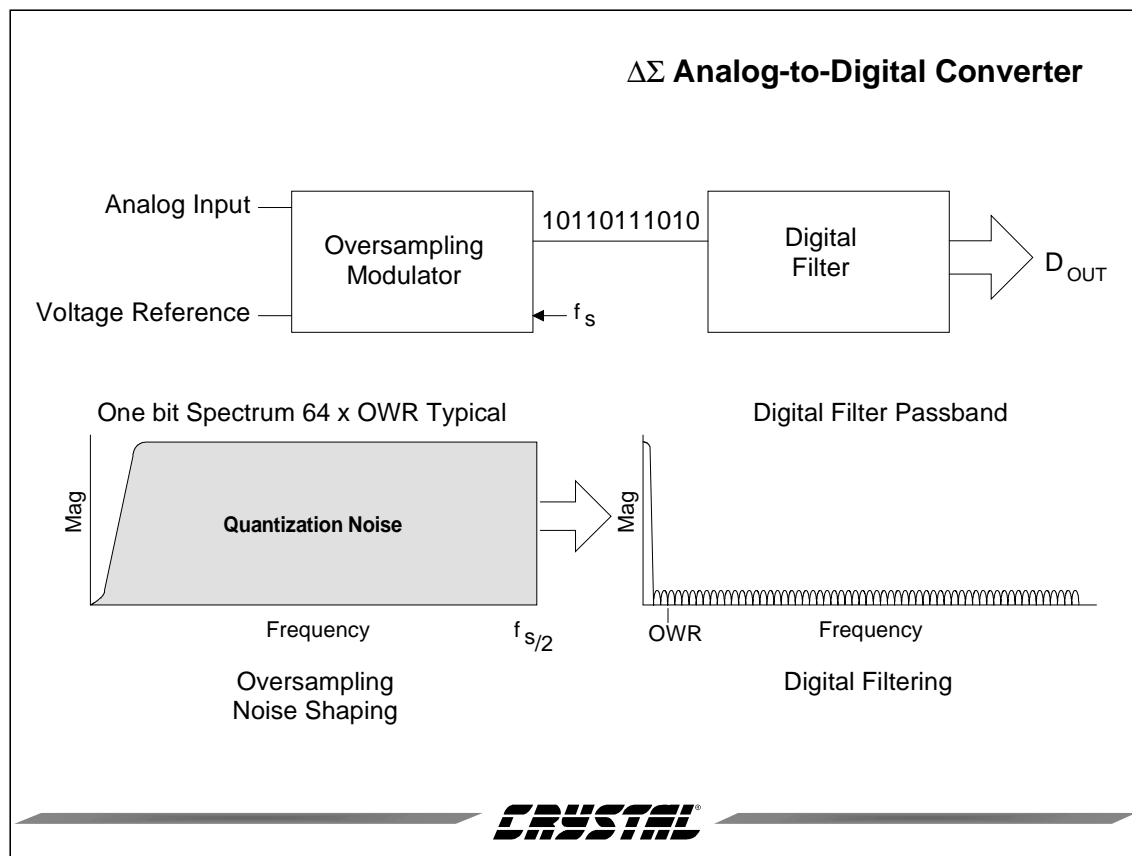 ΔΣ Analog-to-Digital Converter
Analog Input
Voltage Reference
Oversampling
Modulator
10110111010
f s
Digital
Filter
D OUT
One bit Spectrum 64 x OWR Typical
Mag
Quantization Noise
Frequency
f s/2
Oversampling
Noise Shaping
Digital Filter Passband
Mag
OWR
Frequency
Digital Filtering
CRYSTAL®